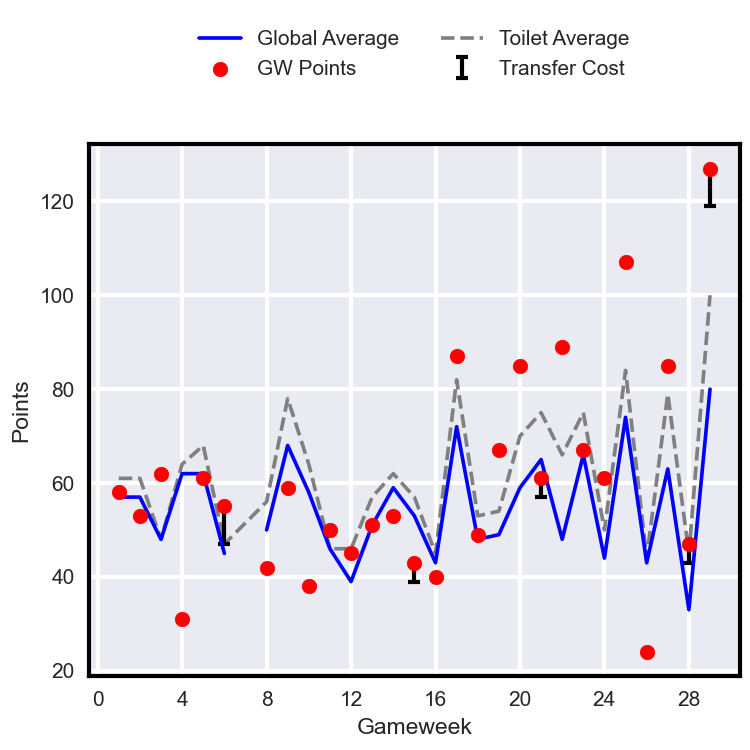 Global Average
Toilet Average
GW Points
Transfer Cost
120
100
80
60
40
20
0 4 8 12 16 20 24 28
Points
Gameweek